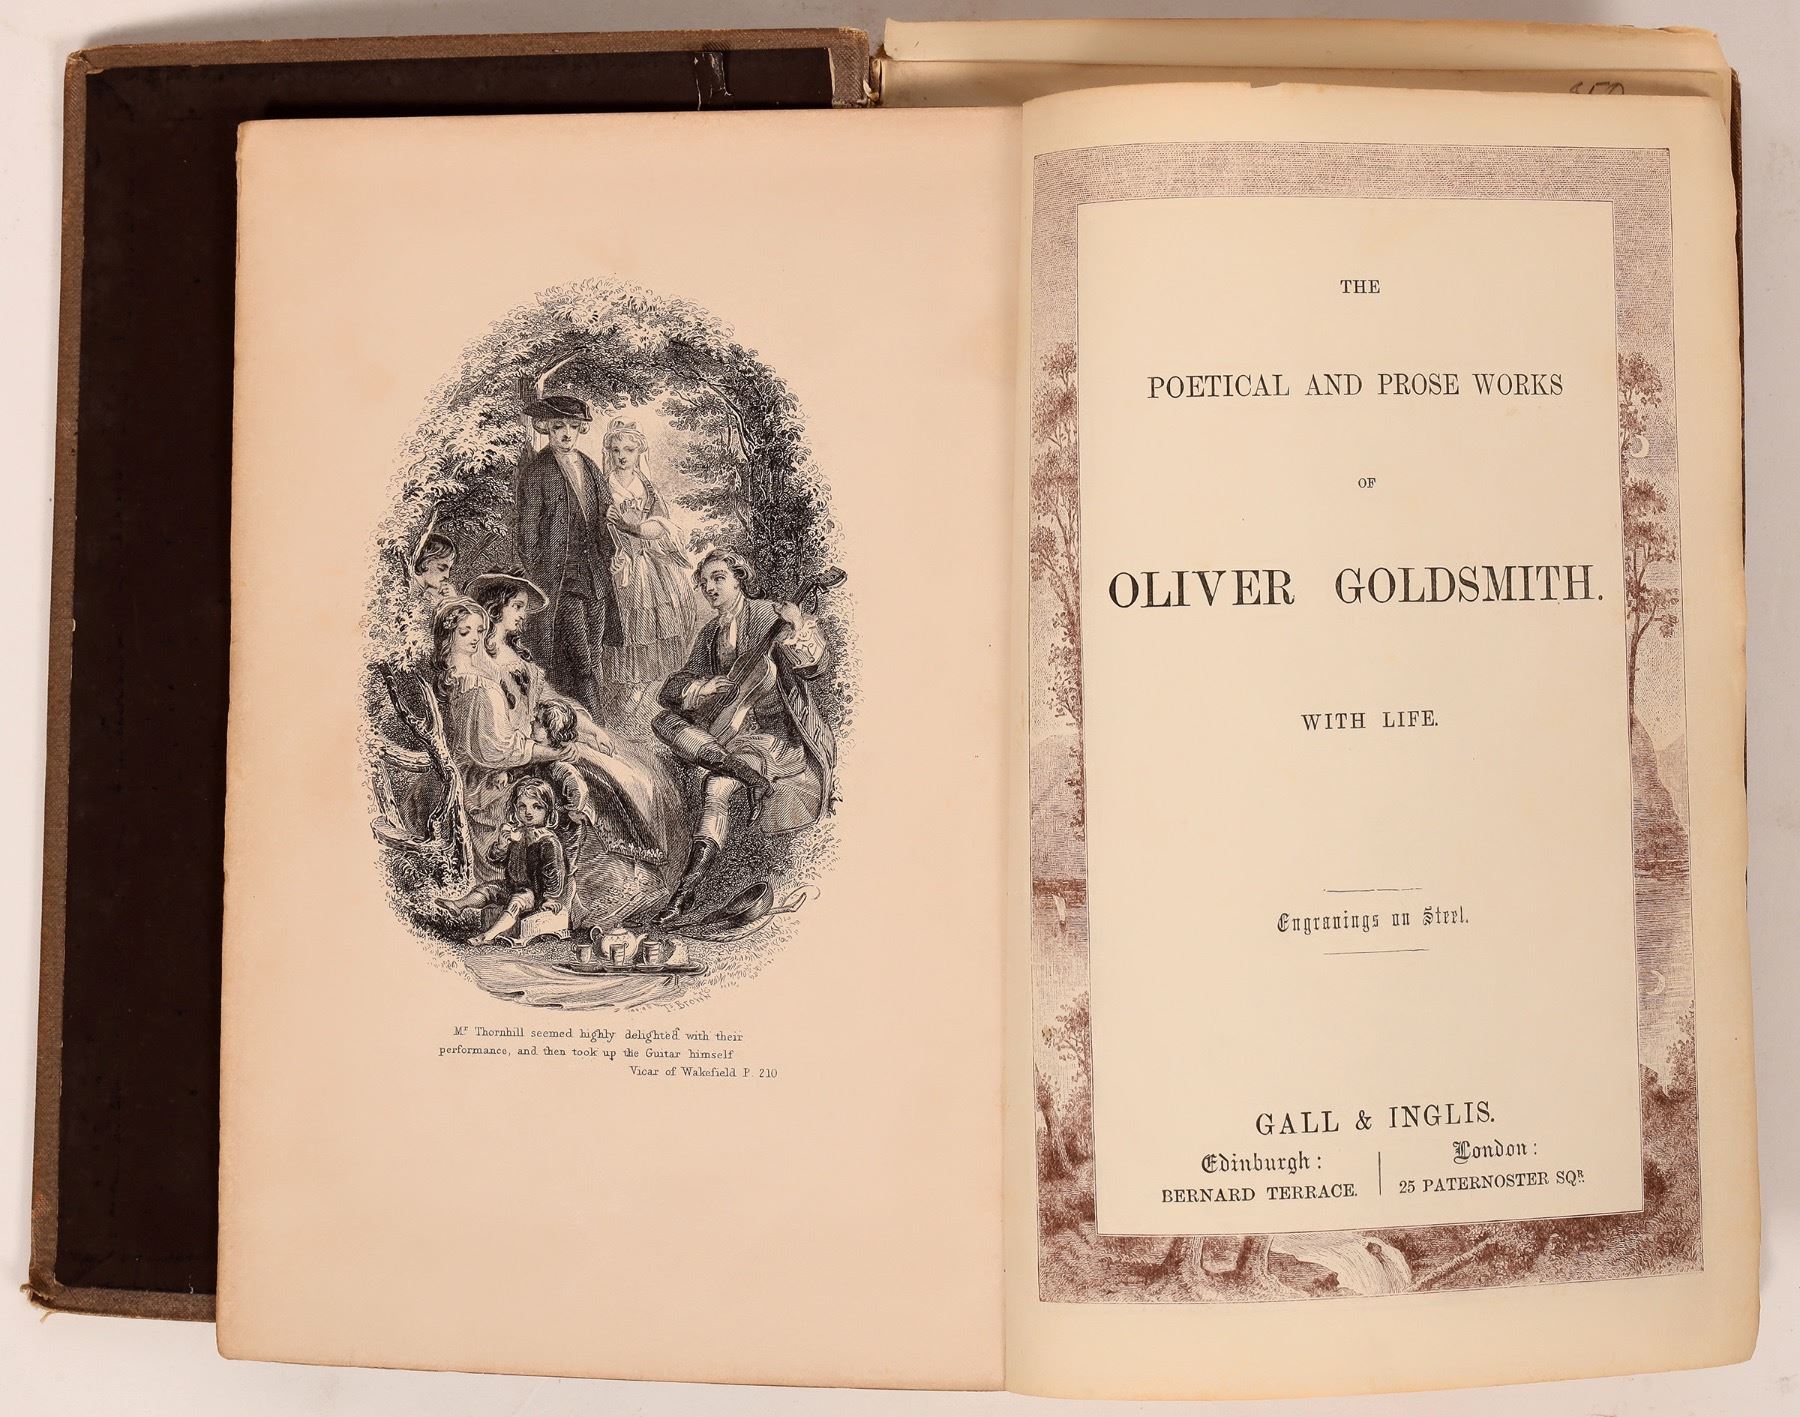 Mr Thornhill seemed highly delighted with their
performance, and then took up the Guitar himself
Vicar of Wakefield P. 210
THE
POETICAL AND PROSE WORKS
OF
OLIVER GOLDSMITH.
WITH LIFE.
Engravings on Steel.
GALL & INGLIS.
Edinburgh:
BERNARD TERRACE.
London:
25 PATERNOSTER SQR.